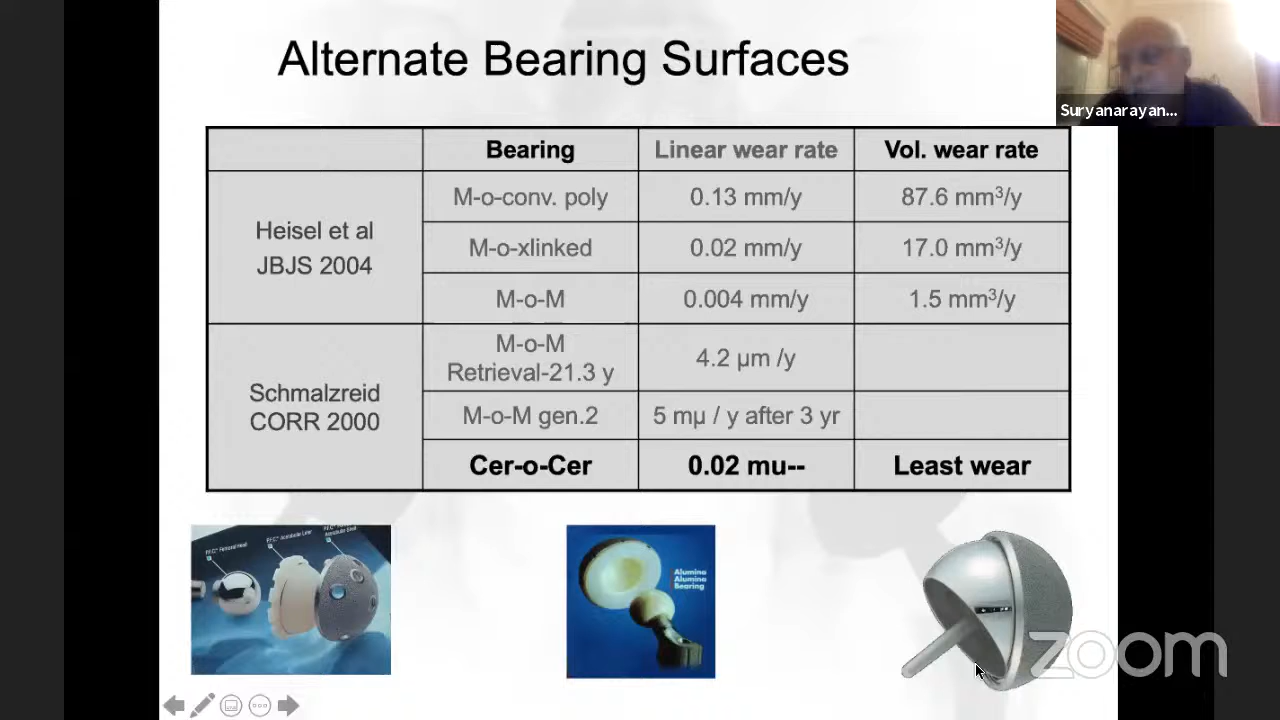 Alternate Bearing Surfaces
Suryanarayan...
Bearing
Linear wear rate
Vol. wear rate
Heisel et al
JBJS 2004
M-o-conv. poly
0.13 mm/y
87.6 mm³/y
M-o-xlinked
0.02 mm/y
17.0 mm³/y
M-o-M
0.004 mm/y
1.5 mm³/y
Schmalzreid
CORR 2000
M-o-M
Retrieval-21.3 y
4.2 µm /y
M-o-M gen.2
5 mµ / y after 3 yr
Cer-o-Cer
0.02 mu--
Least wear
Alumina
Alumina
Bearing
zoom